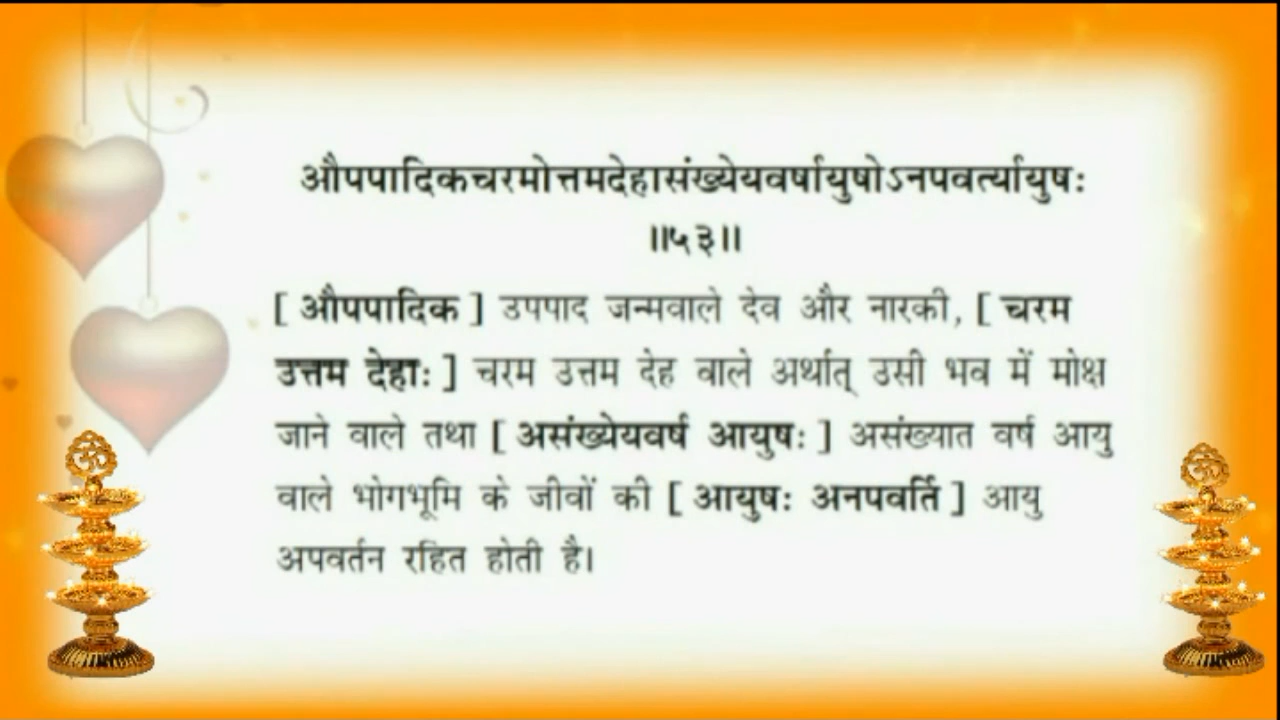 औपपादिकचरमोत्तमदेहासंख्येयवर्षायुषोऽनपवर्त्यायुषः
॥५३॥
[ औपपादिक ] उपपाद जन्मवाले देव और नारकी, [ चरम
उत्तम देहाः ] चरम उत्तम देह वाले अर्थात् उसी भव में मोक्ष
जाने वाले तथा [ असंख्येयवर्ष आयुषः ] असंख्यात वर्ष आयु
वाले भोगभूमि के जीवों की [ आयुषः अनपवर्ति ] आयु
अपवर्तन रहित होती है।